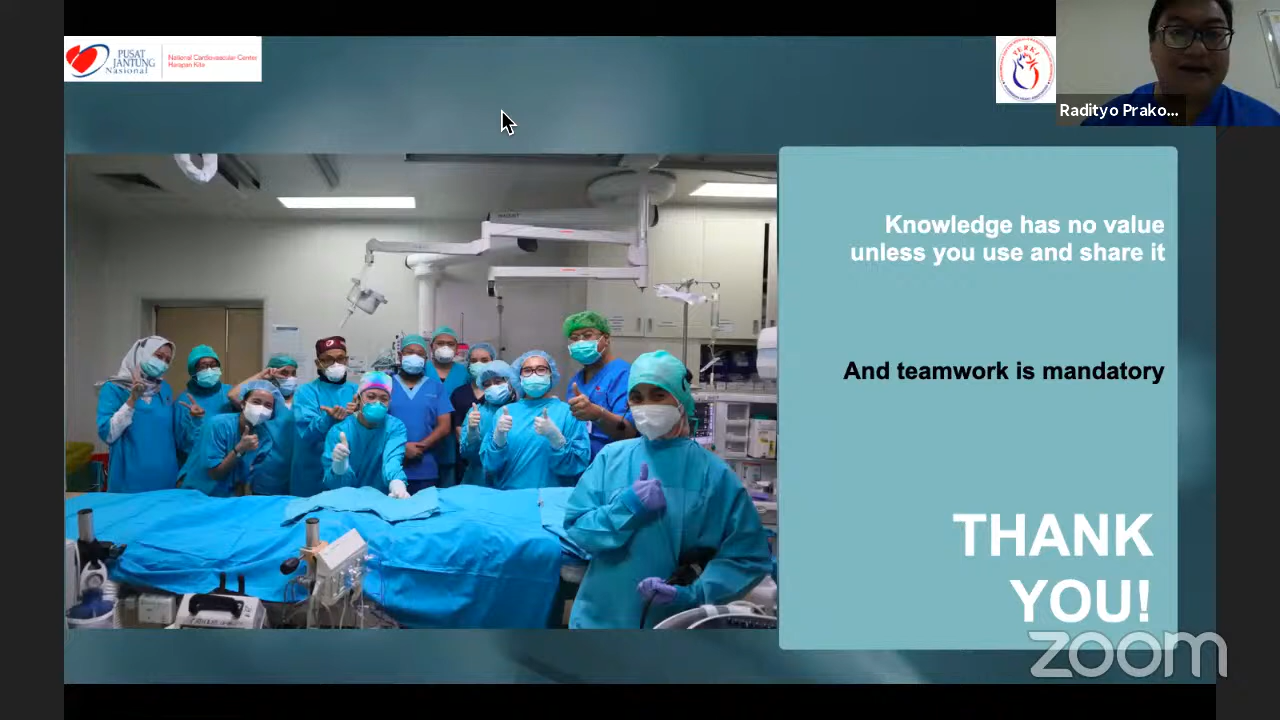 PUSAT
JANTUNG
Nasional
National Cardiovascular Center
Harapan Kita
PERKI
Radityo Prako...
Knowledge has no value
unless you use and share it
And teamwork is mandatory
THANK
YOU!
zoom